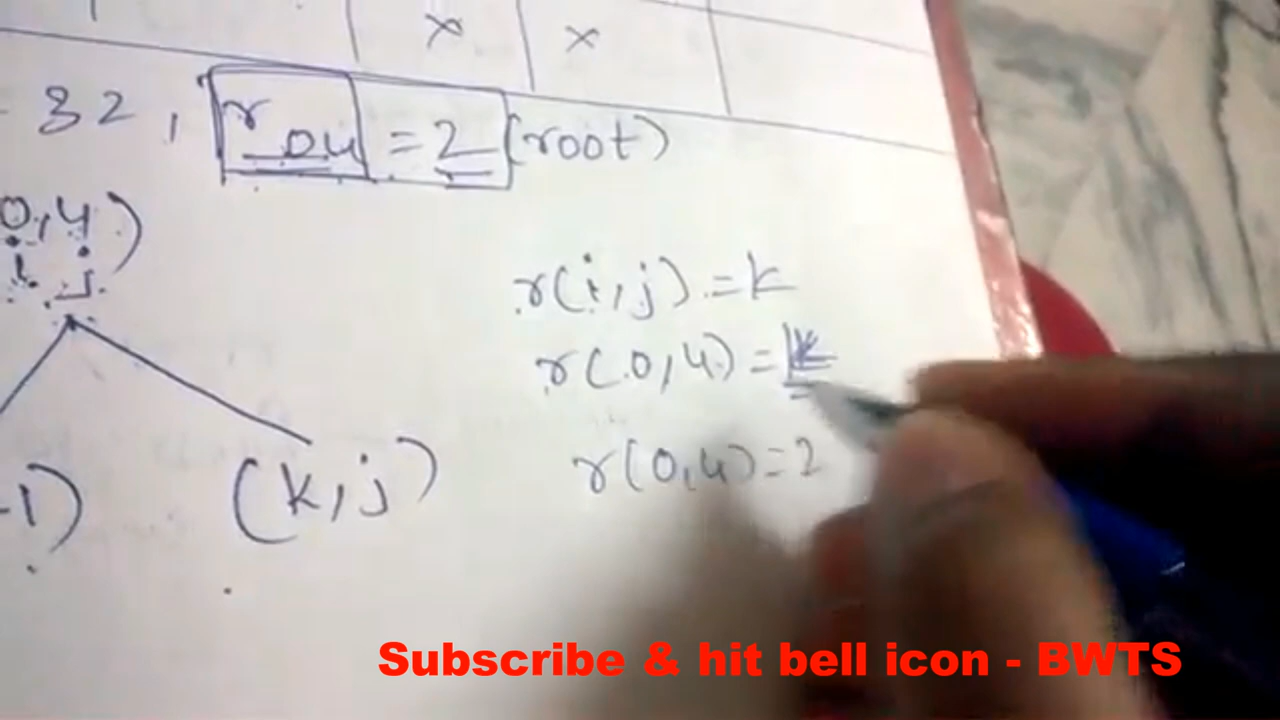 x x
32, r04 = 2 (root)
0,4)
i j
r(i,j) = k
r(0,4) = k
r(0,4)=2
-1) (k,j)
Subscribe & hit bell icon - BWTS